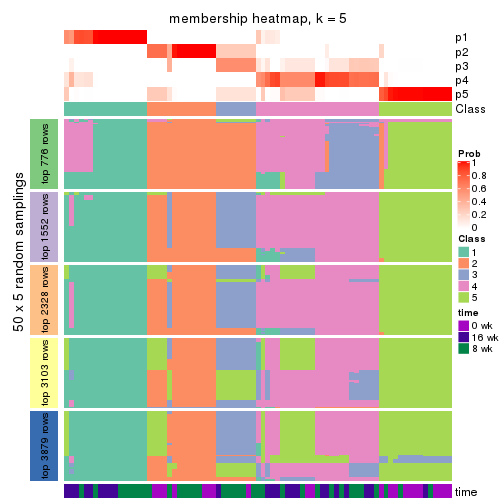 membership heatmap, k = 5
p1
p2
p3
p4
p5
Class
50 x 5 random samplings
top 776 rows
top 1552 rows
top 2328 rows
top 3103 rows
top 3879 rows
time
Prob
1
0.8
0.6
0.4
0.2
0
Class
1
2
3
4
5
time
0 wk
16 wk
8 wk